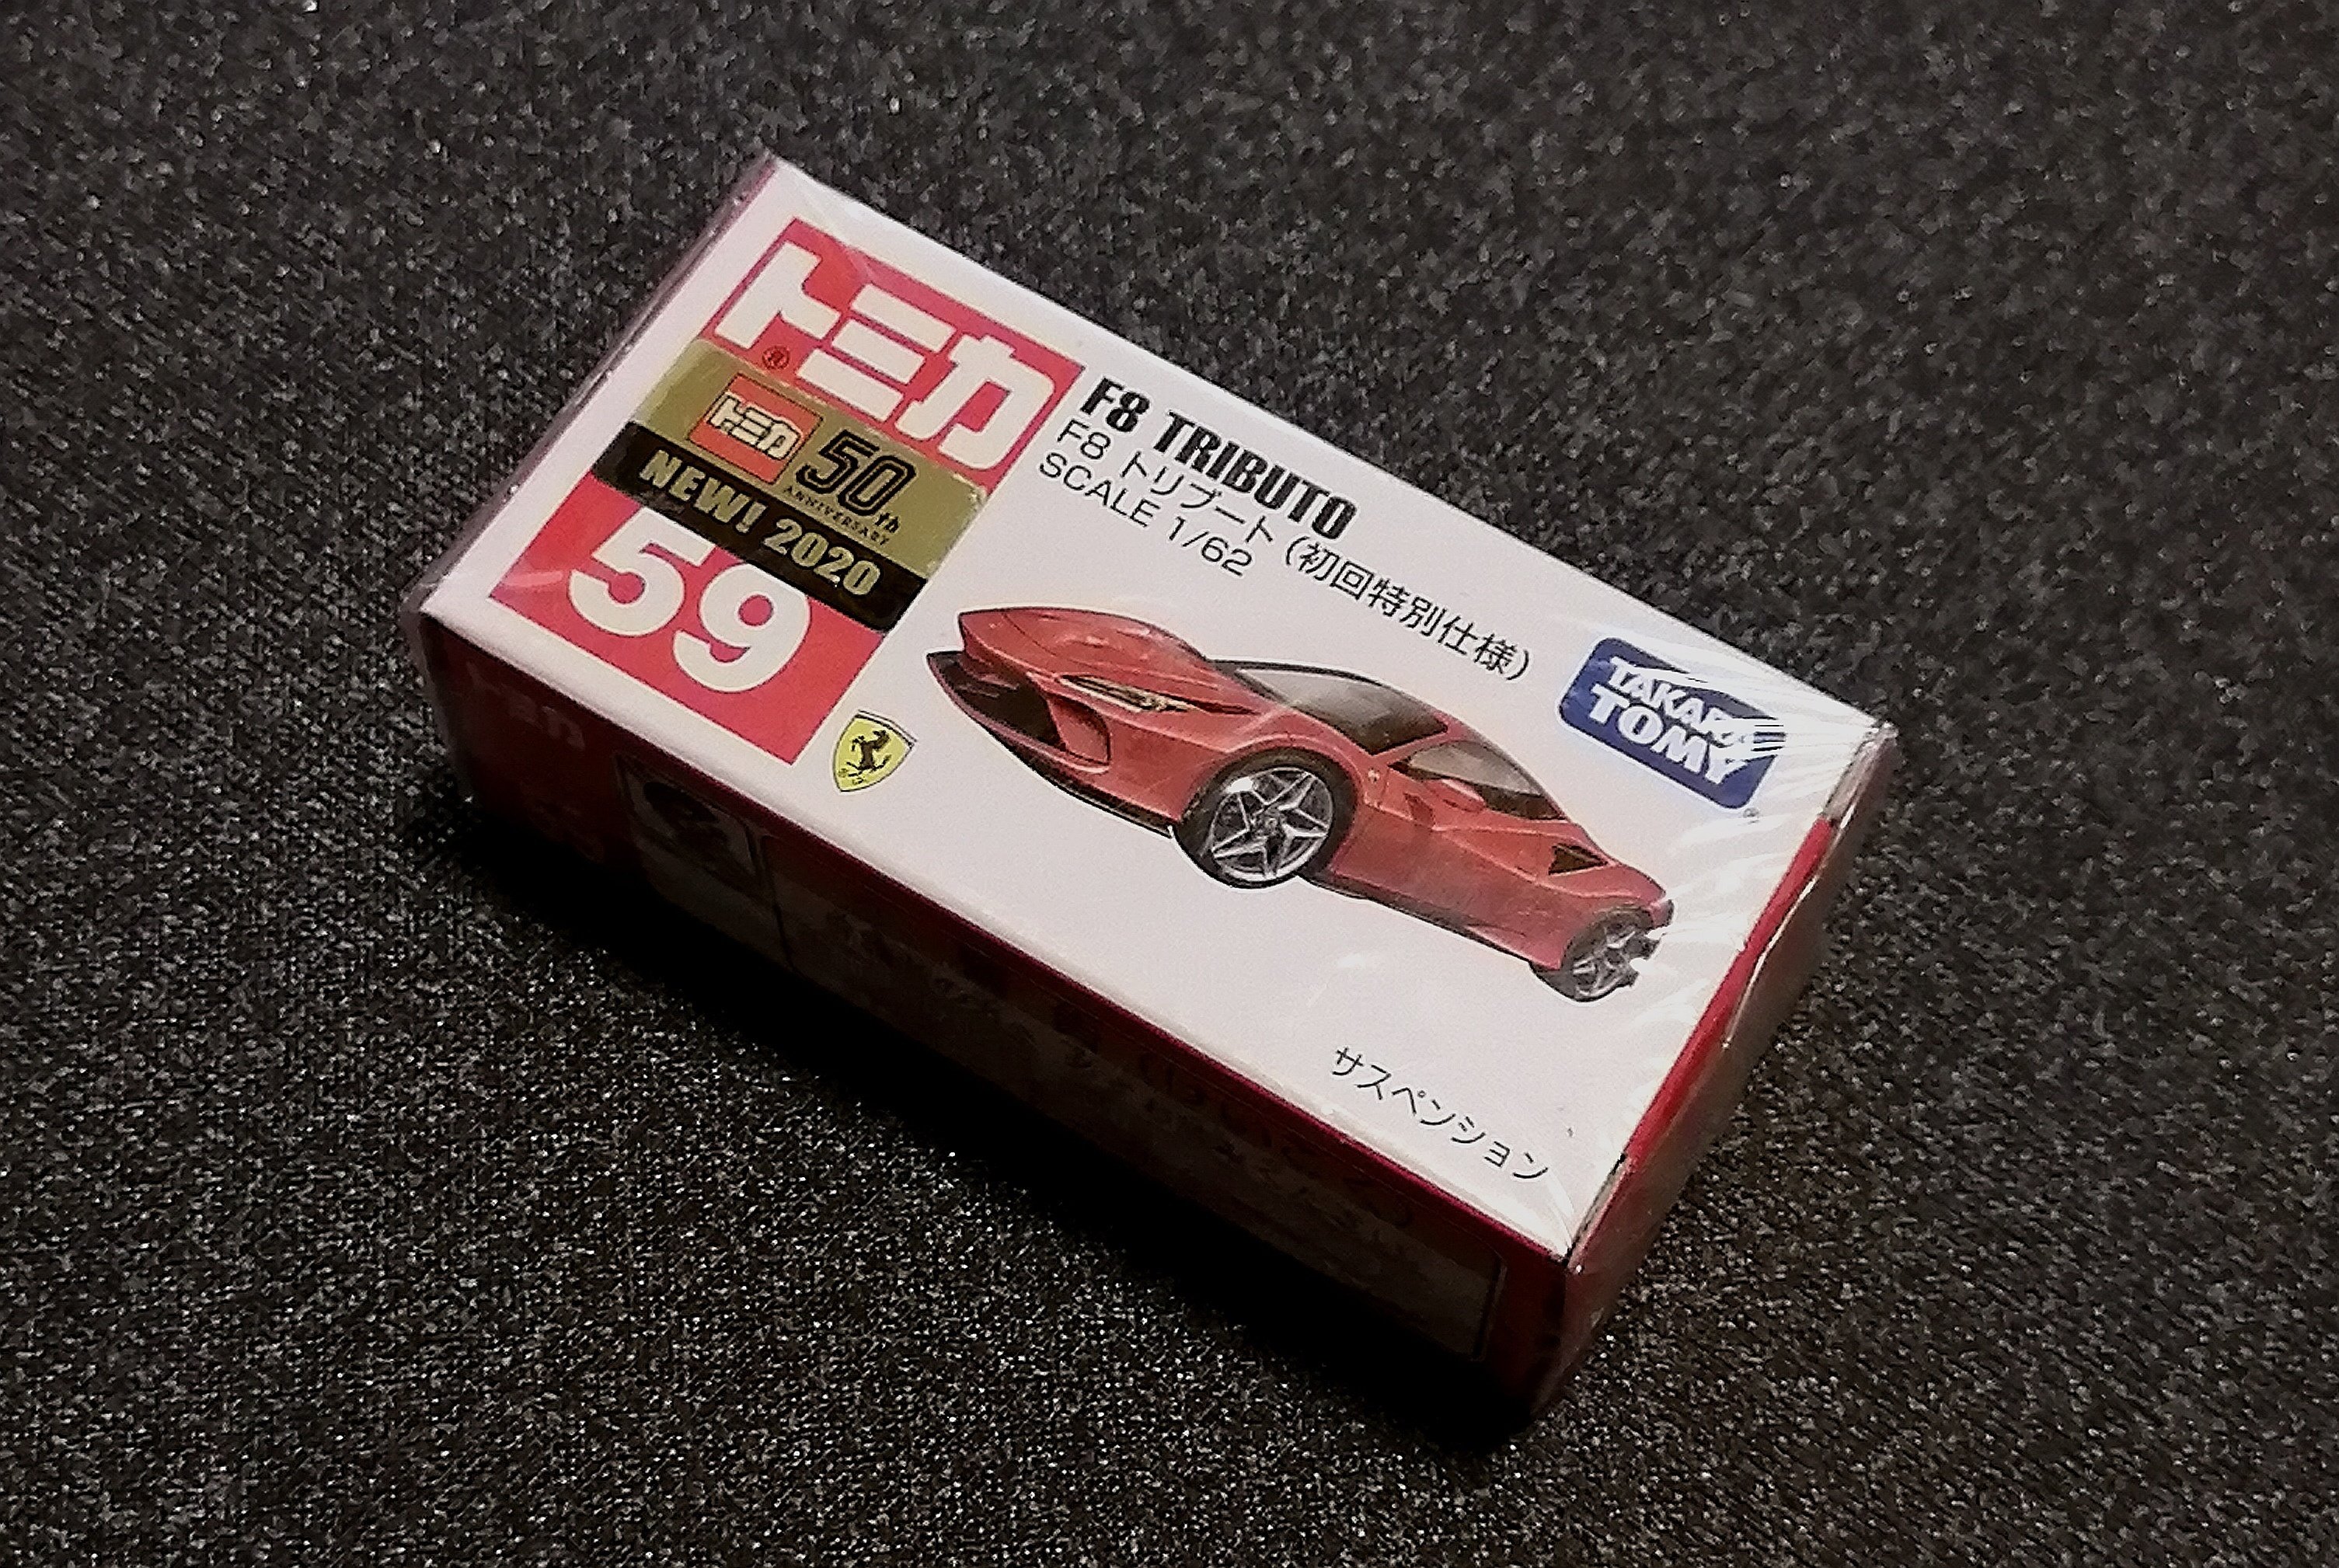 トミカ
トミカ 50th
ANNIVERSARY
NEW! 2020
59
F8 TRIBUTO
F8 トリブート (初回特別仕様)
SCALE 1/62
TAKARA
TOMY
サスペンション